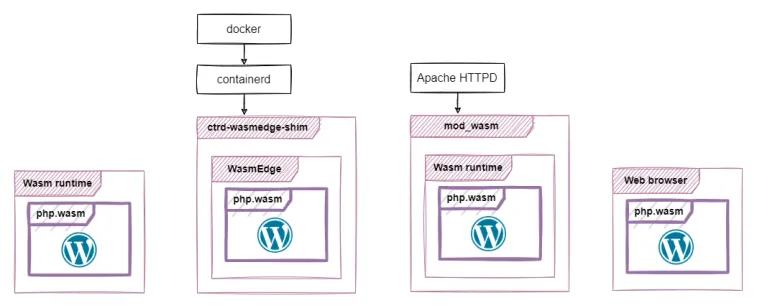 docker
containerd
Apache HTTPD
ctrd-wasmedge-shim
mod_wasm
WasmEdge
Wasm runtime
Wasm runtime
Web browser
php.wasm
php.wasm
php.wasm
php.wasm